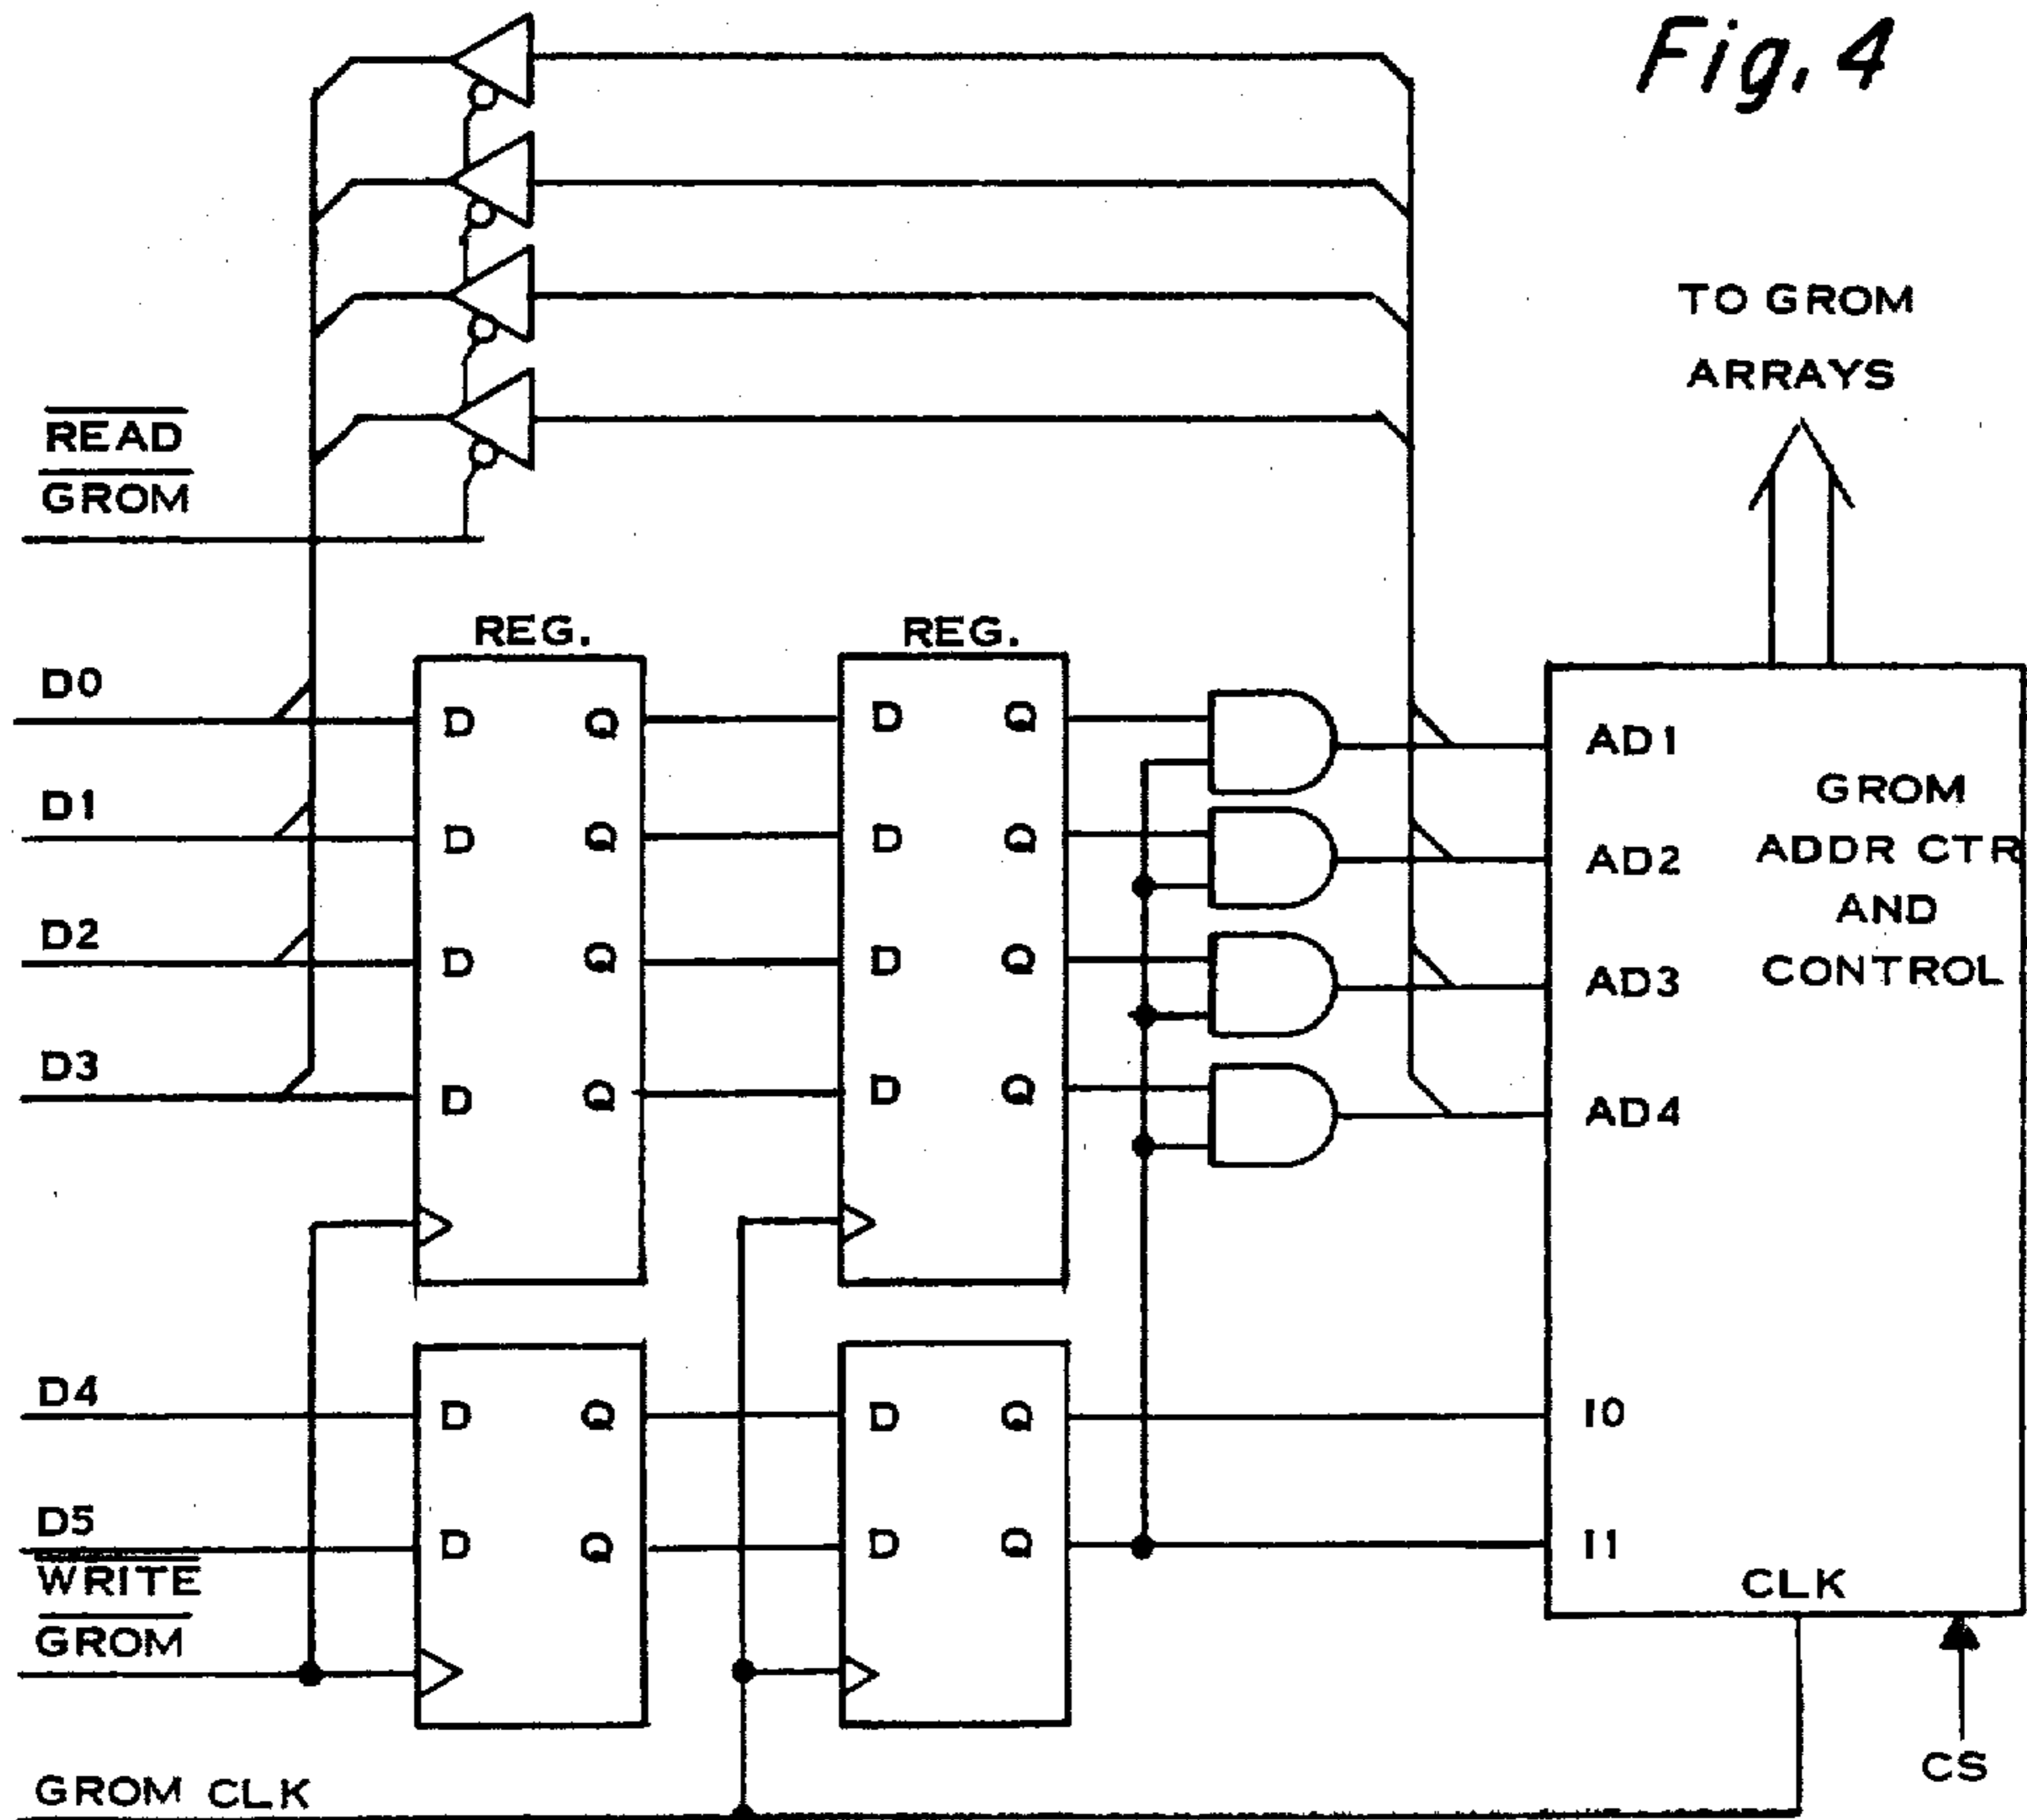 Fig. 4
TO GROM
ARRAYS
READ
GROM
REG.
REG.
D0
D Q
D Q
AD1
GROM
ADDR CTR
AND
CONTROL
D1
D Q
D Q
AD2
D2
D Q
D Q
AD3
D3
D Q
D Q
AD4
D4
D Q
D Q
I0
D5
D Q
D Q
I1
WRITE
GROM
CLK
CS
GROM CLK